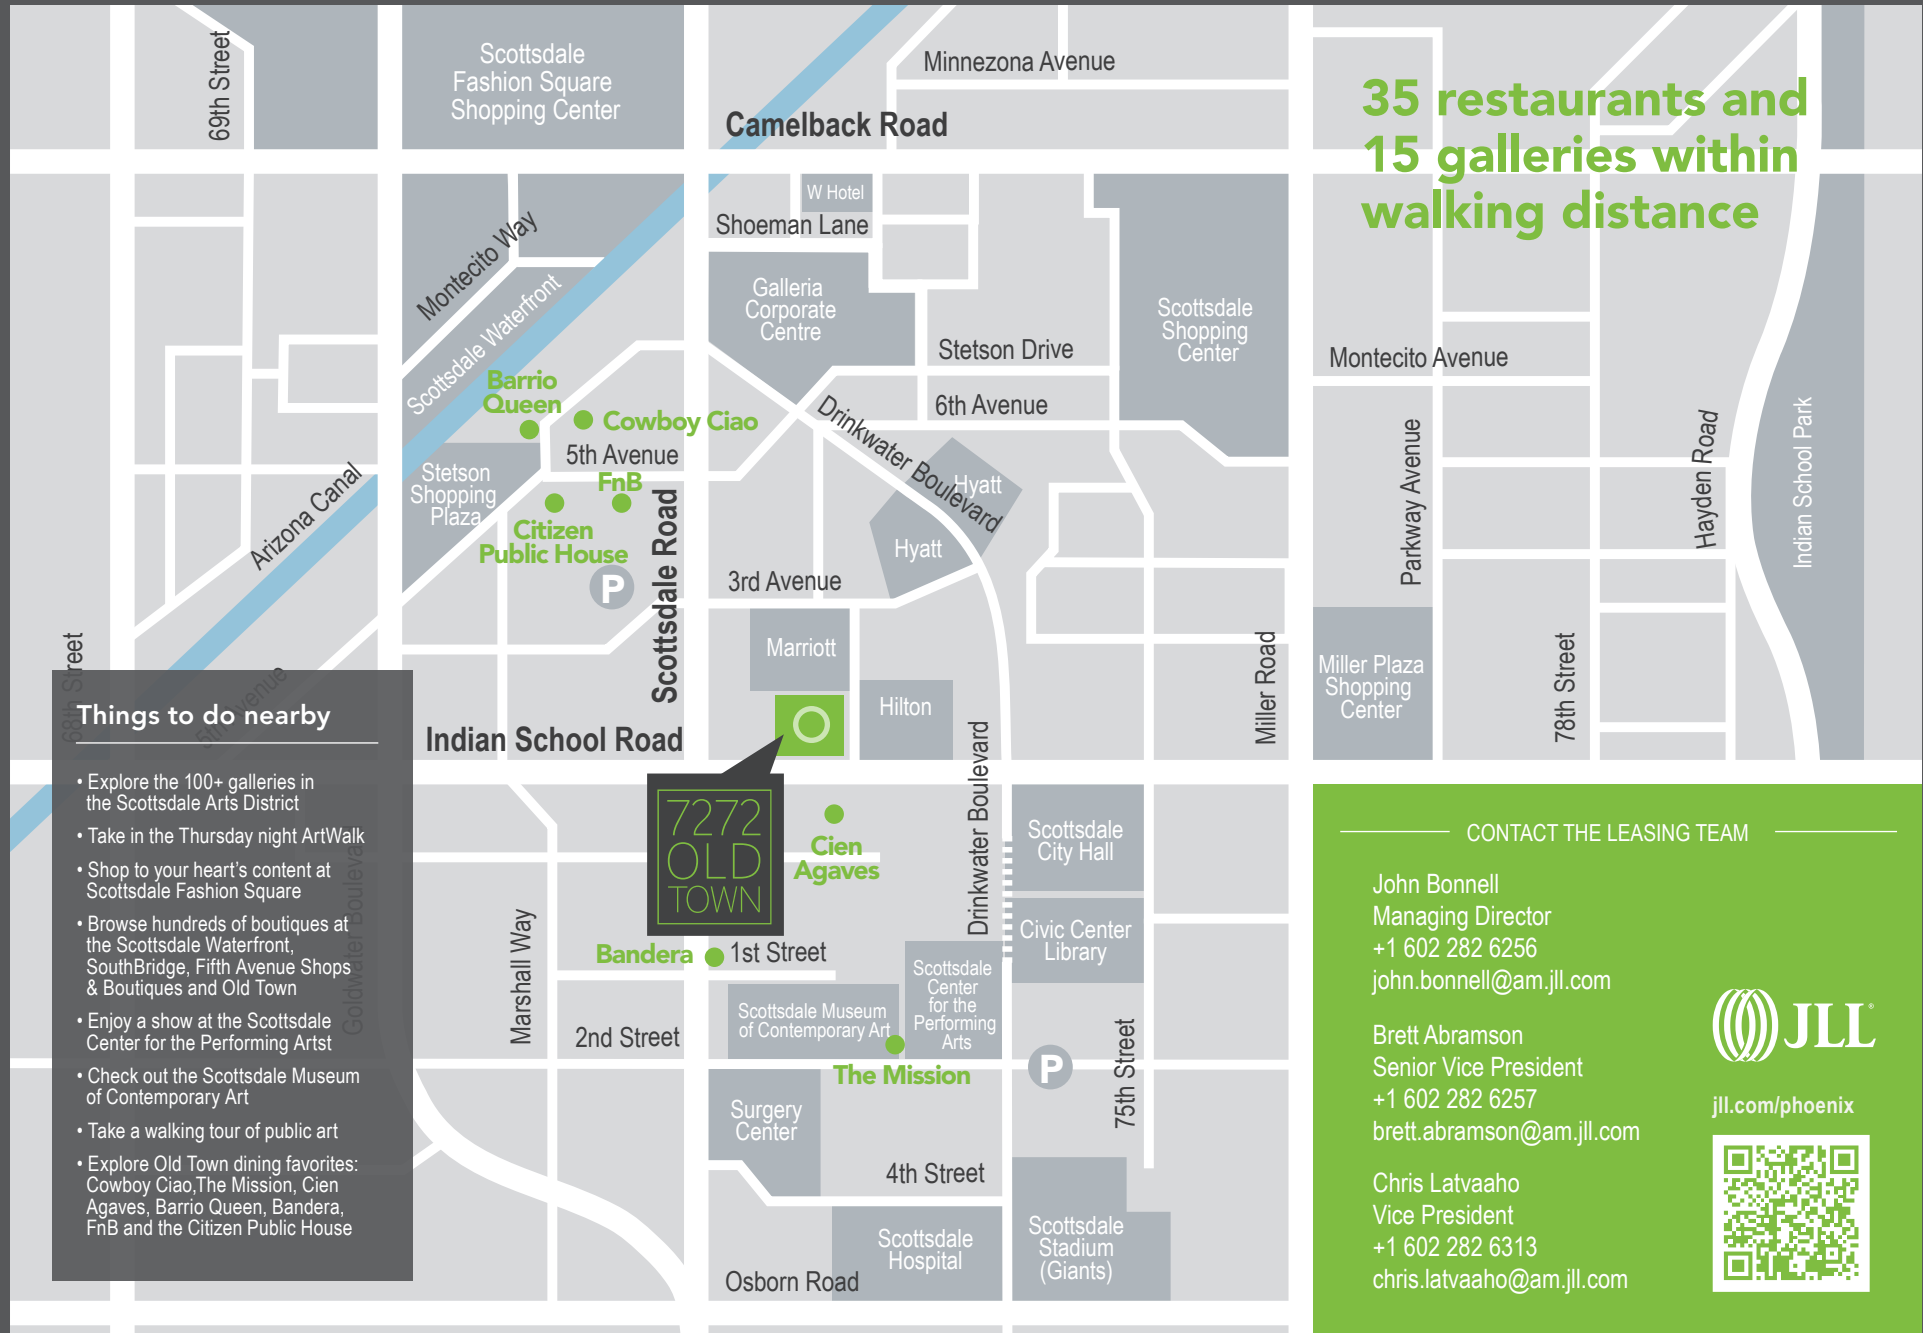 69th Street
Scottsdale
Fashion Square
Shopping Center
Minnezona Avenue
Camelback Road
35 restaurants and
15 galleries within
walking distance
W Hotel
Shoeman Lane
Montecito Way
Scottsdale Waterfront
Galleria
Corporate
Centre
Scottsdale
Shopping
Center
Stetson Drive
Montecito Avenue
Barrio
Queen
Cowboy Ciao
6th Avenue
Drinkwater Boulevard
5th Avenue
Stetson
Shopping
Plaza
FnB
Citizen
Public House
P
Arizona Canal
Scottsdale Road
Hyatt
Hyatt
3rd Avenue
Parkway Avenue
Hayden Road
Indian School Park
68th Street
5th Avenue
Marriott
Hilton
Miller Road
Miller Plaza
Shopping
Center
78th Street
Indian School Road
Drinkwater Boulevard
7272
OLD
TOWN
Cien
Agaves
Scottsdale
City Hall
Civic Center
Library
Goldwater Boulevard
Marshall Way
Bandera
1st Street
Scottsdale Museum
of Contemporary Art
Scottsdale
Center
for the
Performing
Arts
2nd Street
The Mission
P
75th Street
Surgery
Center
4th Street
Scottsdale
Hospital
Scottsdale
Stadium
(Giants)
Osborn Road
Things to do nearby
• Explore the 100+ galleries in
the Scottsdale Arts District
• Take in the Thursday night ArtWalk
• Shop to your heart's content at
Scottsdale Fashion Square
• Browse hundreds of boutiques at
the Scottsdale Waterfront,
SouthBridge, Fifth Avenue Shops
& Boutiques and Old Town
• Enjoy a show at the Scottsdale
Center for the Performing Artst
• Check out the Scottsdale Museum
of Contemporary Art
• Take a walking tour of public art
• Explore Old Town dining favorites:
Cowboy Ciao,The Mission, Cien
Agaves, Barrio Queen, Bandera,
FnB and the Citizen Public House
CONTACT THE LEASING TEAM
John Bonnell
Managing Director
+1 602 282 6256
john.bonnell@am.jll.com
Brett Abramson
Senior Vice President
+1 602 282 6257
brett.abramson@am.jll.com
Chris Latvaaho
Vice President
+1 602 282 6313
chris.latvaaho@am.jll.com
JLL®
jll.com/phoenix